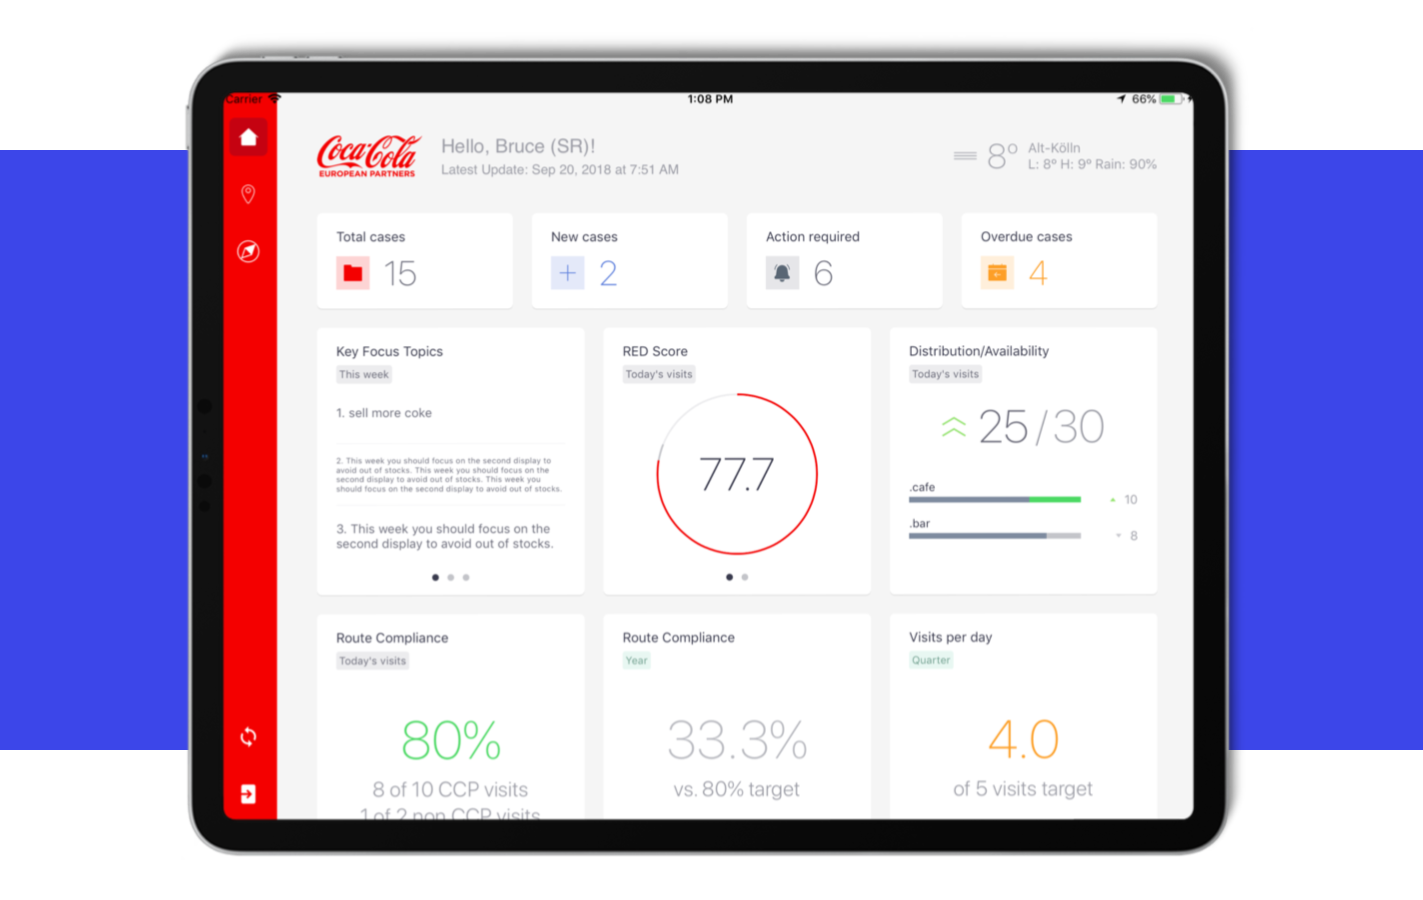 Carrier
1:08 PM
66%
Coca-Cola
EUROPEAN PARTNERS
Hello, Bruce (SR)!
Latest Update: Sep 20, 2018 at 7:51 AM
8°
Alt-Kölln
L: 8° H: 9° Rain: 90%
Total cases
15
New cases
2
Action required
6
Overdue cases
4
Key Focus Topics
This week
1. sell more coke
2. This week you should focus on the second display to
avoid out of stocks. This week you should focus on the
second display to avoid out of stocks. This week you
should focus on the second display to avoid out of stocks.
3. This week you should focus on the
second display to avoid out of stocks.
RED Score
Today's visits
77.7
Distribution/Availability
Today's visits
25/30
.cafe
10
.bar
8
Route Compliance
Today's visits
80%
8 of 10 CCP visits
1 of 2 non CCP visits
Route Compliance
Year
33.3%
vs. 80% target
Visits per day
Quarter
4.0
of 5 visits target